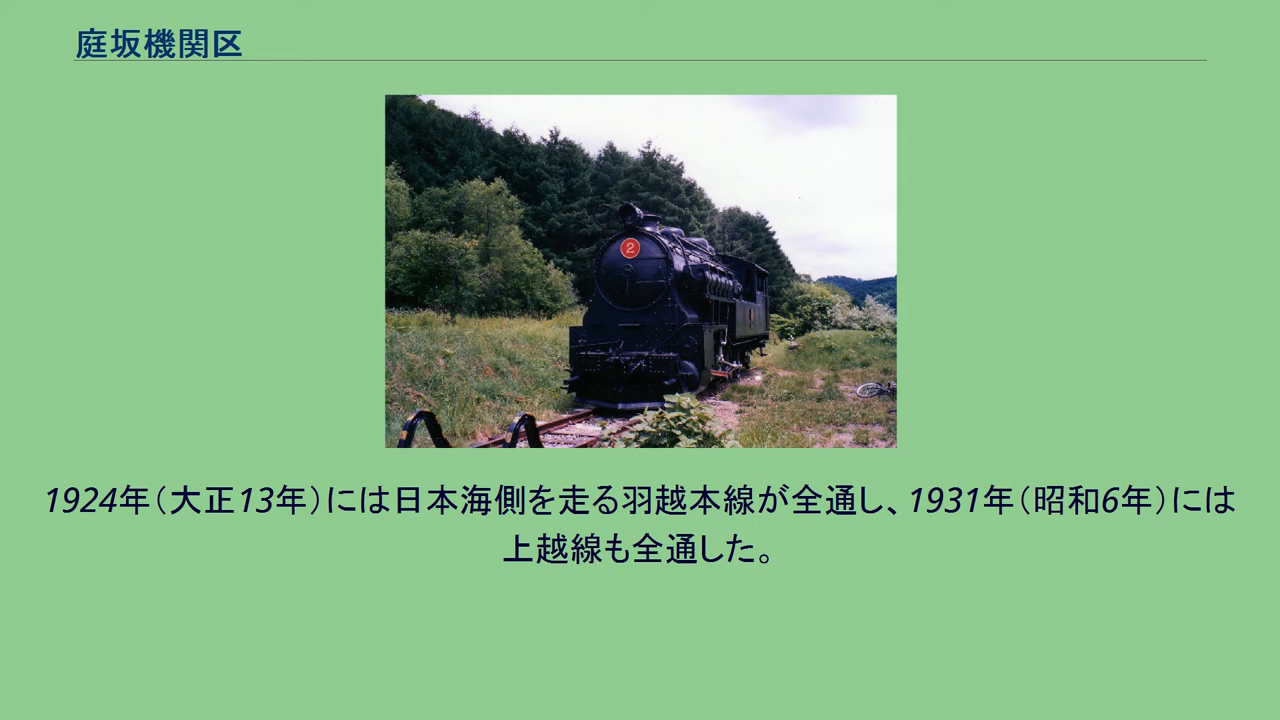 庭坂機関区
2
1924年（大正13年）には日本海側を走る羽越本線が全通し、1931年（昭和6年）には
上越線も全通した。